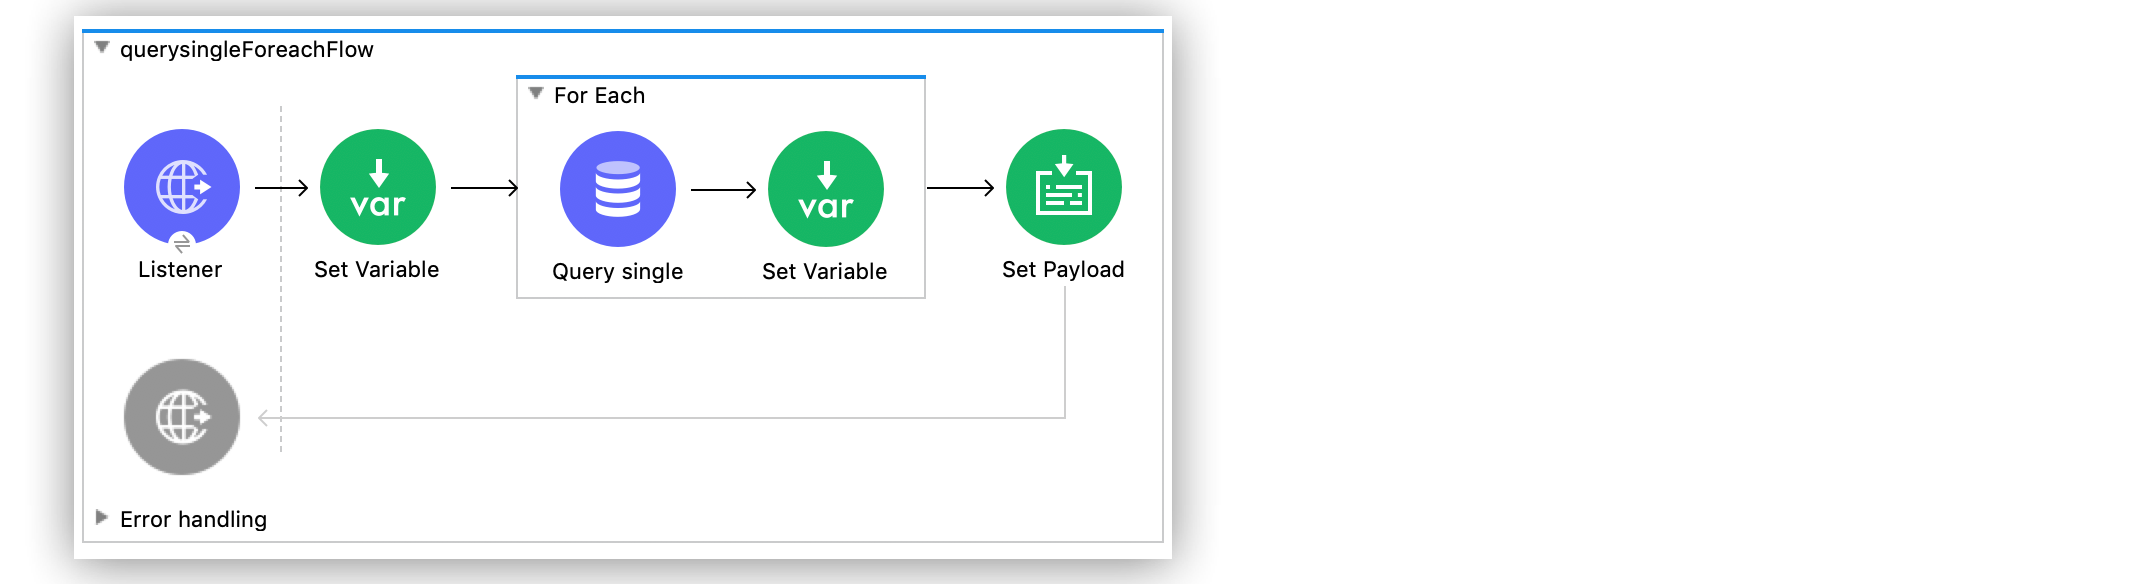 querysingleForeachFlow
For Each
var
var
Listener
Set Variable
Query single
Set Variable
Set Payload
Error handling